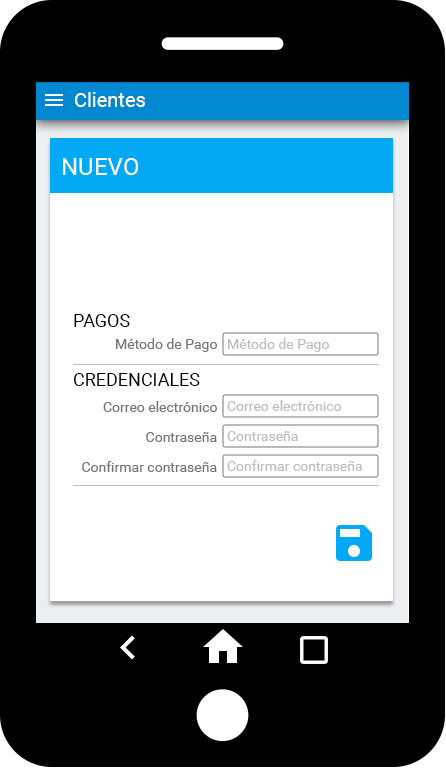 Clientes
NUEVO
PAGOS
Método de Pago Método de Pago
CREDENCIALES
Correo electrónico Correo electrónico
Contraseña Contraseña
Confirmar contraseña Confirmar contraseña